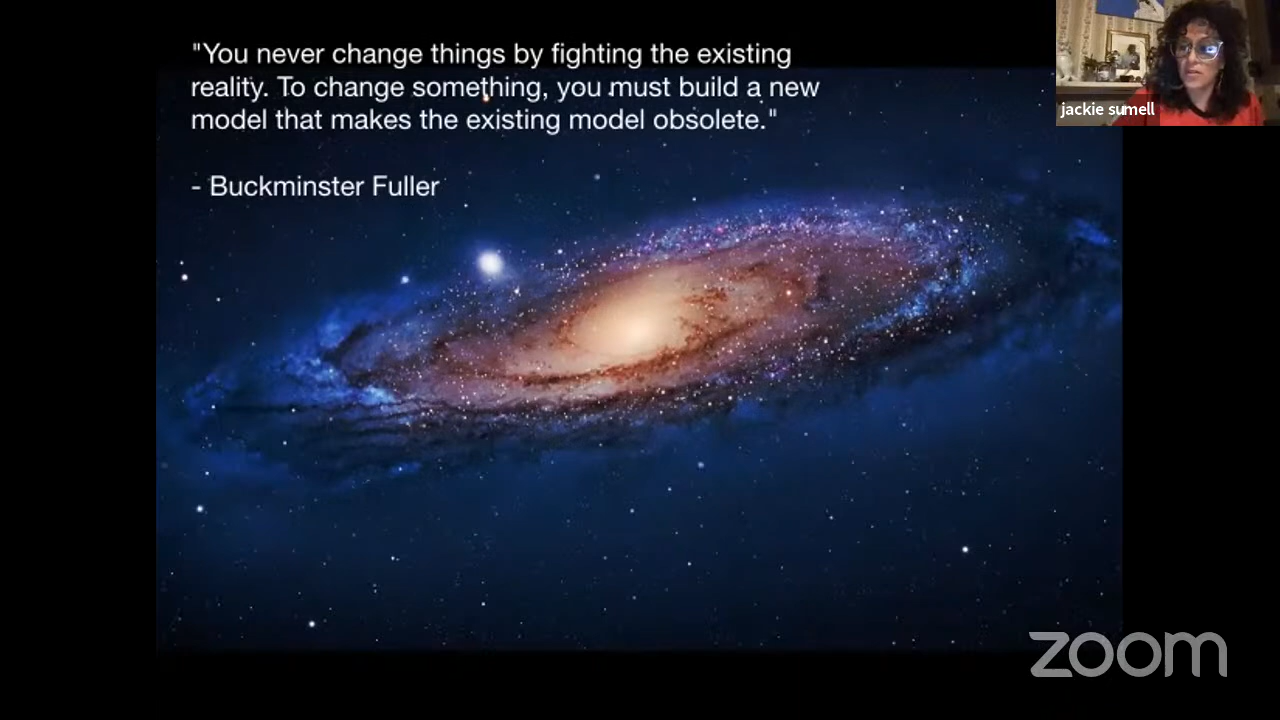 "You never change things by fighting the existing
reality. To change something, you must build a new
model that makes the existing model obsolete."
- Buckminster Fuller
jackie sumell
zoom